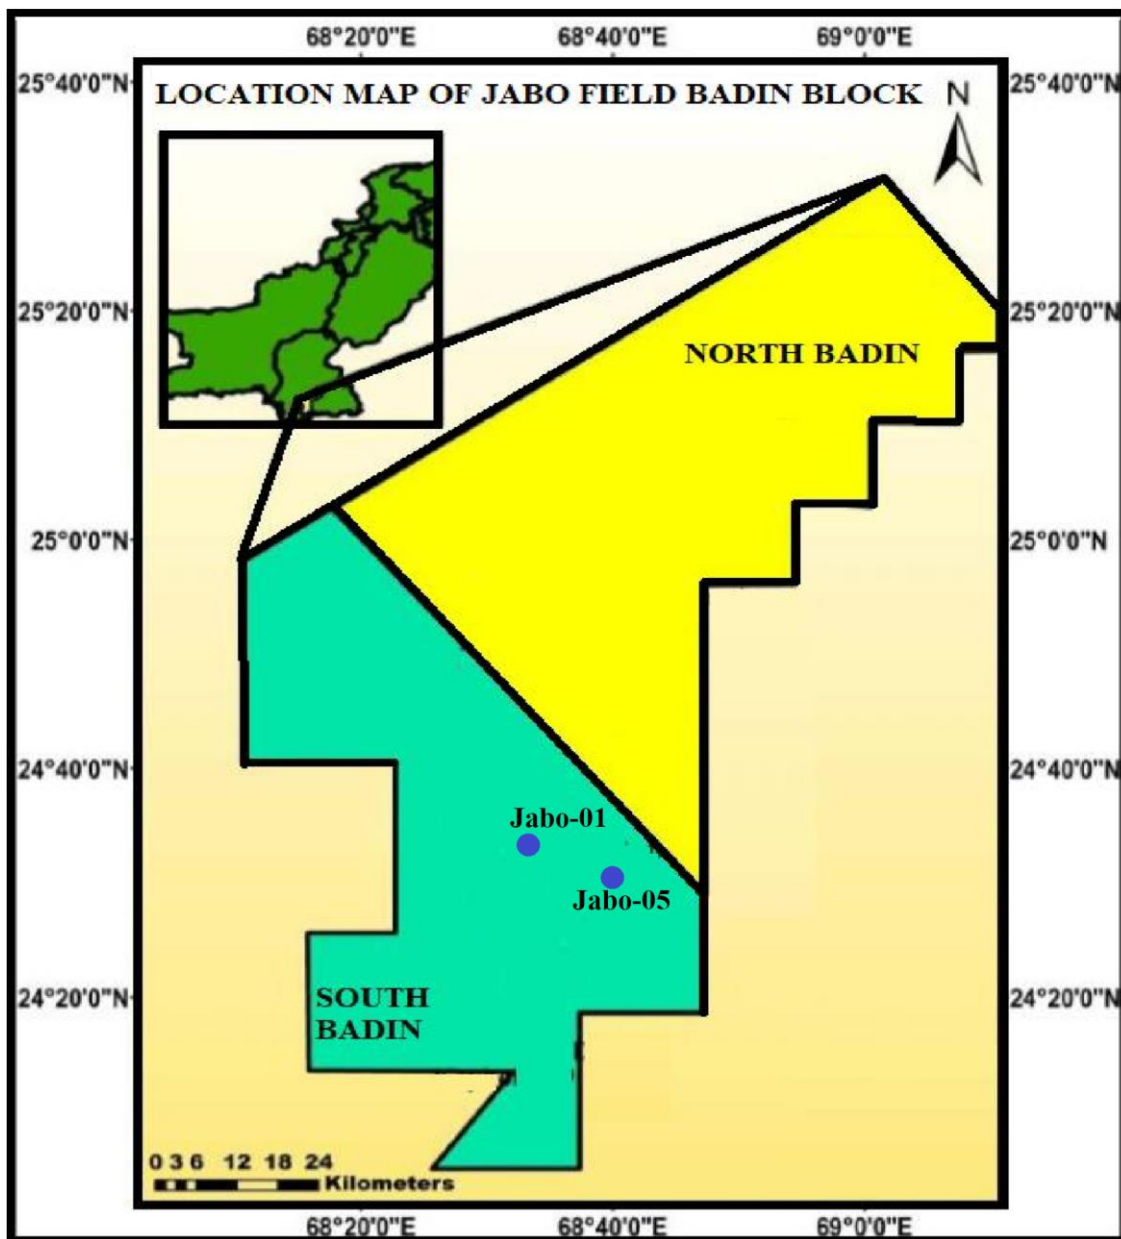 68°20'0"E 68°40'0"E 69°0'0"E
25°40'0"N 25°40'0"N
LOCATION MAP OF JABO FIELD BADIN BLOCK N
25°20'0"N 25°20'0"N
NORTH BADIN
25°0'0"N 25°0'0"N
24°40'0"N 24°40'0"N
Jabo-01
Jabo-05
24°20'0"N 24°20'0"N
SOUTH
BADIN
0 3 6 12 18 24
Kilometers
68°20'0"E 68°40'0"E 69°0'0"E